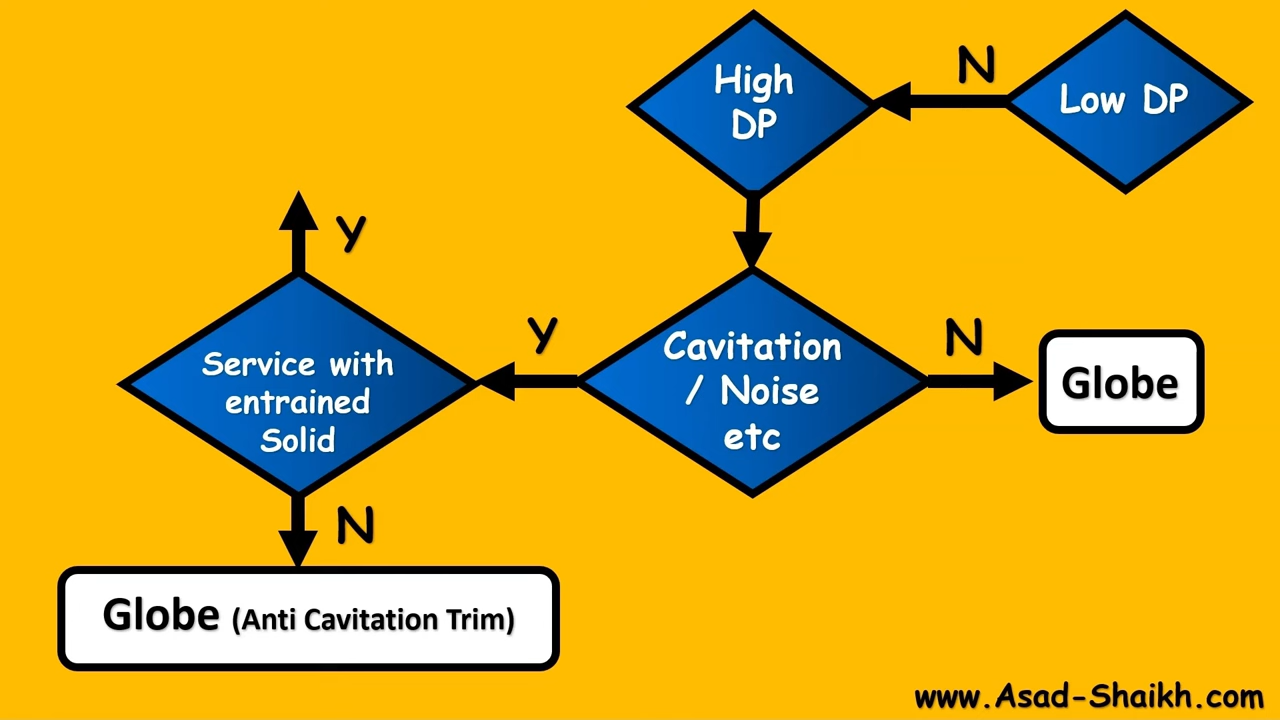 High
DP
N
Low DP
Y
Service with
entrained
Solid
Y
Cavitation
/ Noise
etc
N
Globe
N
Globe (Anti Cavitation Trim)
www.Asad-Shaikh.com